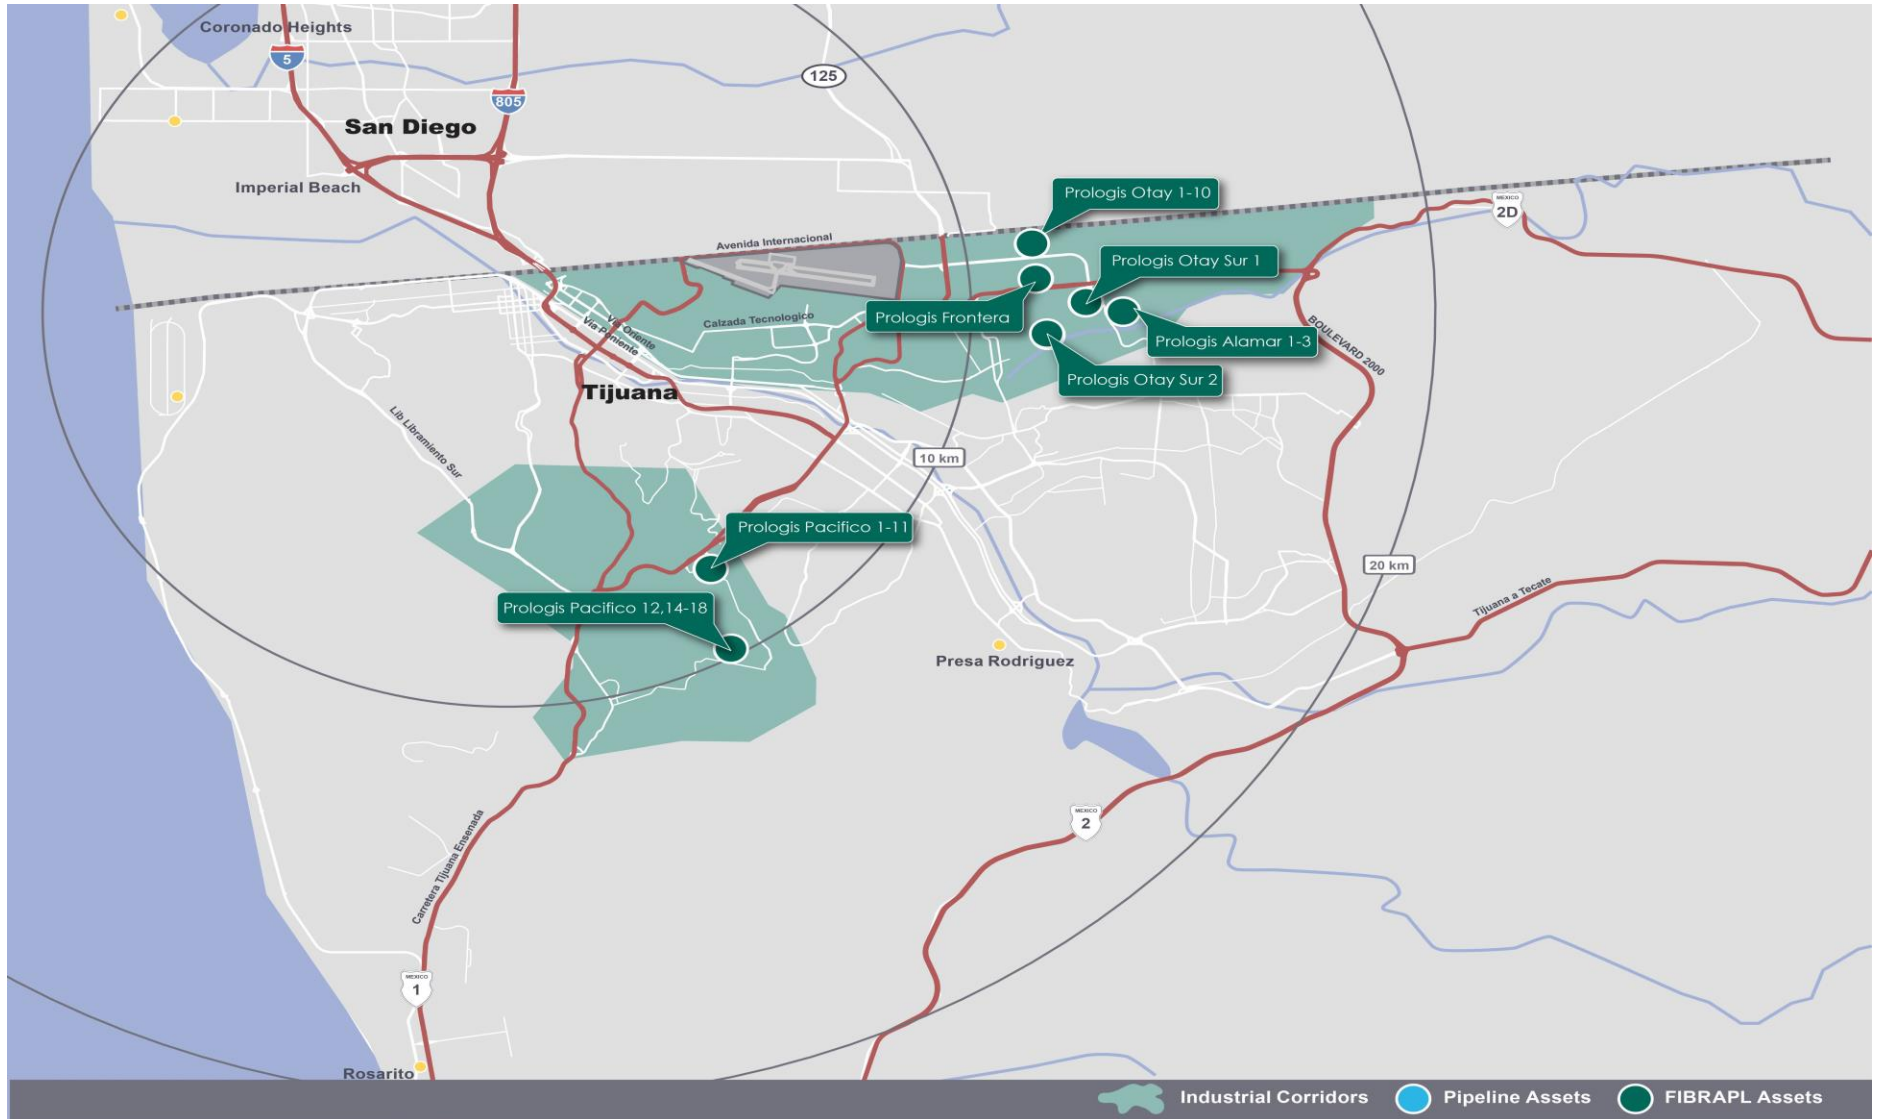 Coronado Heights
5
125
805
San Diego
Imperial Beach
Prologis Otay 1-10
MEXICO
2D
Avenida Internacional
Prologis Otay Sur 1
Prologis Frontera
Calzada Tecnologico
Via Oriente
Via Poniente
Prologis Alamar 1-3
BOULEVARD 2000
Prologis Otay Sur 2
Tijuana
Lib Libramiento Sur
10 km
Prologis Pacifico 1-11
20 km
Prologis Pacifico 12,14-18
Tijuana a Tecate
Presa Rodriguez
MEXICO
2
Carretera Tijuana Ensenada
MEXICO
1
Rosarito
Industrial Corridors
Pipeline Assets
FIBRAPL Assets